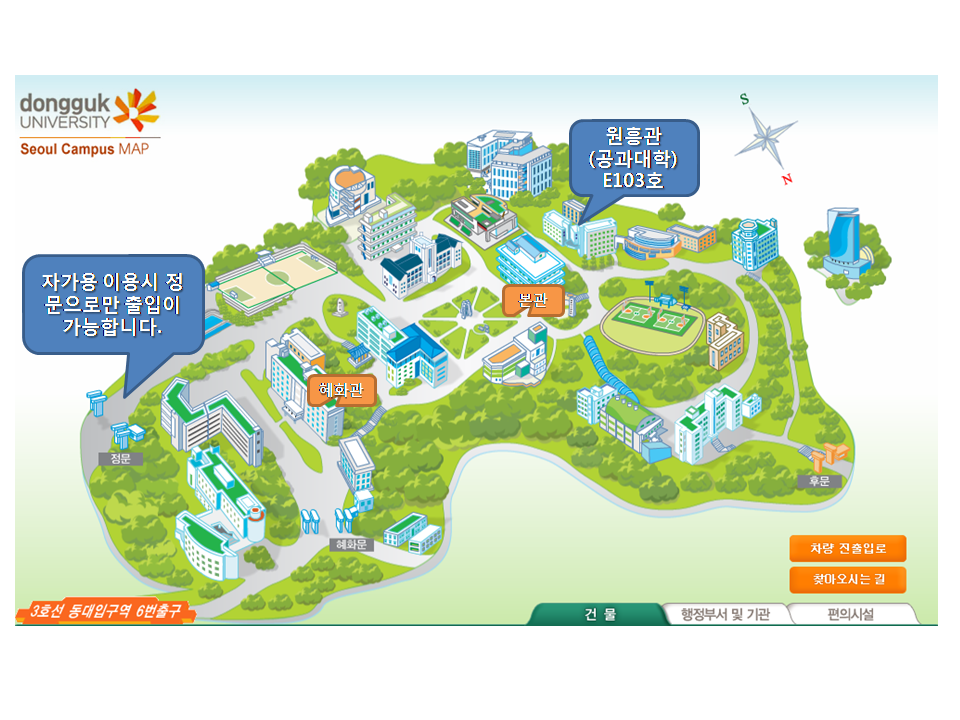 dongguk
UNIVERSITY
Seoul Campus MAP
S
N
원흥관
(공과대학)
E103호
자가용 이용시 정
문으로만 출입이
가능합니다.
본관
혜화관
정문
후문
혜화문
차량 진출입로
찾아오시는 길
3호선 동대입구역 6번출구
건 물
행정부서 및 기관
편의시설